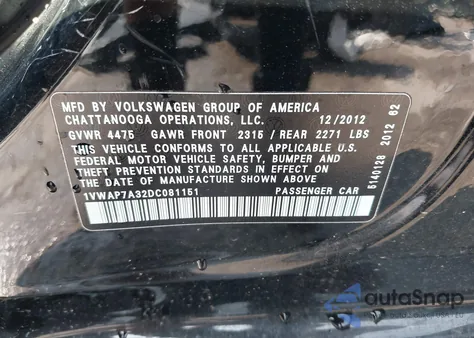 MFD BY VOLKSWAGEN GROUP OF AMERICA
CHATTANOOGA OPERATIONS, LLC. 12/2012
GVWR 4475 GAWR FRONT 2315 / REAR 2271 LBS
THIS VEHICLE CONFORMS TO ALL APPLICABLE U.S.
FEDERAL MOTOR VEHICLE SAFETY, BUMPER AND
THEFT PREVENTION STANDARDS IN EFFECT ON
THE DATE OF MANUFACTURE SHOWN ABOVE.
1VWAP7A32DC081151 PASSENGER CAR
5140128 2012 62
autoSnap